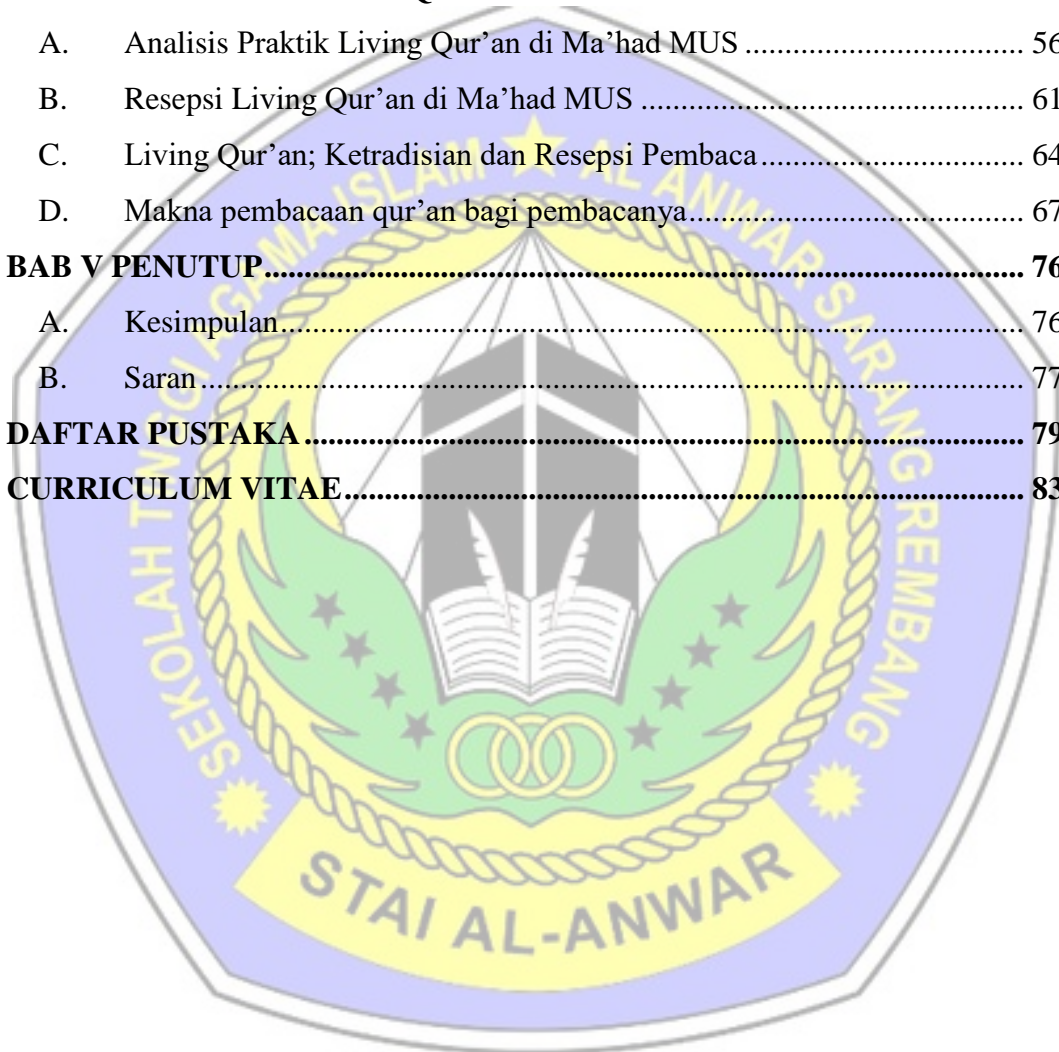 A. Analisis Praktik Living Qur’an di Ma’had MUS ................................ 56
B. Resepsi Living Qur’an di Ma’had MUS ............................................ 61
C. Living Qur’an; Ketradisian dan Resepsi Pembaca .............................. 64
D. Makna pembacaan qur’an bagi pembacanya ...................................... 67
BAB V PENUTUP .................................................................................... 76
A. Kesimpulan ........................................................................................ 76
B. Saran .................................................................................................. 77
DAFTAR PUSTAKA ................................................................................ 79
CURRICULUM VITAE ............................................................................ 83
SEKOLAH TINGGI AGAMA ISLAM AL ANWAR SARANG REMBANG
STAI AL-ANWAR